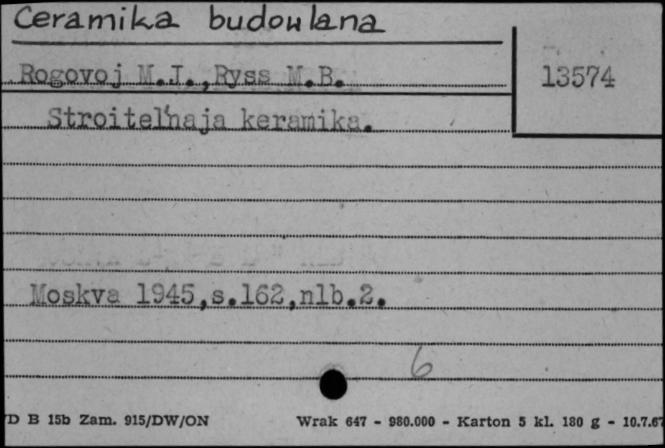 Ceramika budowlana
Rogovoj M.I.,Ryss M.B.
13574
Stroitel'naja keramika.
Moskva 1945,s.162,nlb.2.
6
D B 15b Zam. 915/DW/ON Wrak 647 - 980.000 - Karton 5 kl. 180 g - 10.7.67